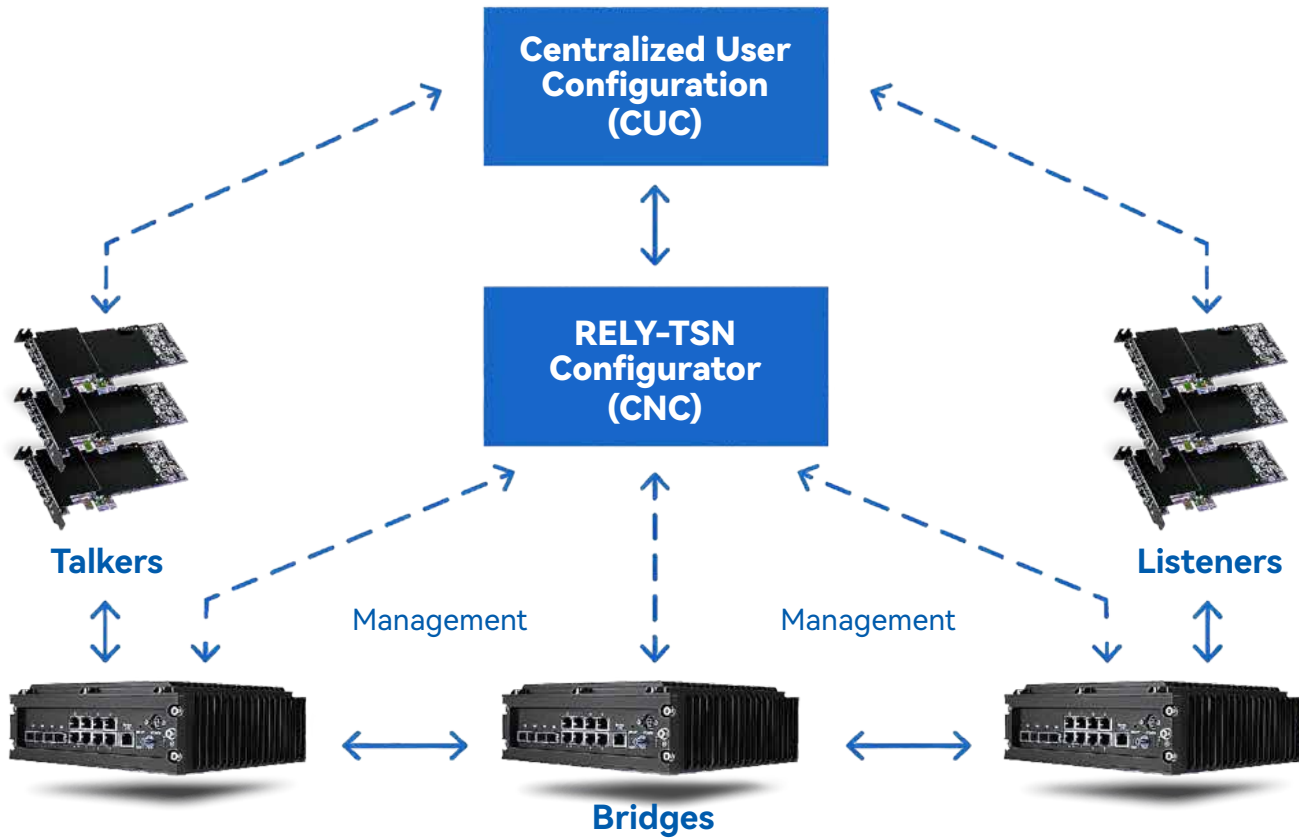 Centralized User
Configuration
(CUC)
RELY-TSN
Configurator
(CNC)
Talkers
Listeners
Management
Management
Bridges